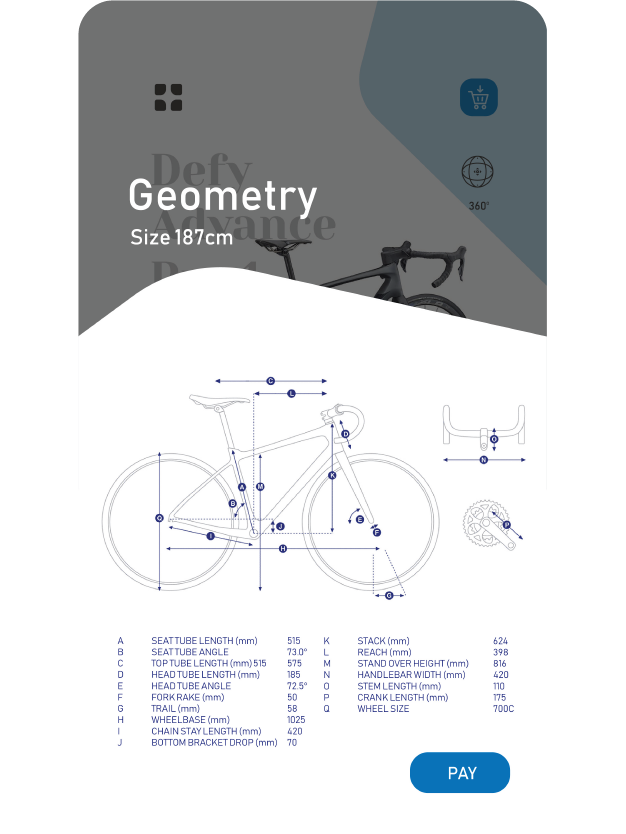 Defy
Geometry
Advance
Size 187cm
360°
C
L
D
O
N
K
A
M
B
Q
E
P
J
F
I
H
G
A SEAT TUBE LENGTH (mm) 515
B SEAT TUBE ANGLE 73.0°
C TOP TUBE LENGTH (mm) 515 575
D HEAD TUBE LENGTH (mm) 185
E HEAD TUBE ANGLE 72.5°
F FORK RAKE (mm) 50
G TRAIL (mm) 58
H WHEELBASE (mm) 1025
I CHAIN STAY LENGTH (mm) 420
J BOTTOM BRACKET DROP (mm) 70
K STACK (mm) 624
L REACH (mm) 398
M STAND OVER HEIGHT (mm) 816
N HANDLEBAR WIDTH (mm) 420
O STEM LENGTH (mm) 110
P CRANK LENGTH (mm) 175
Q WHEEL SIZE 700C
PAY